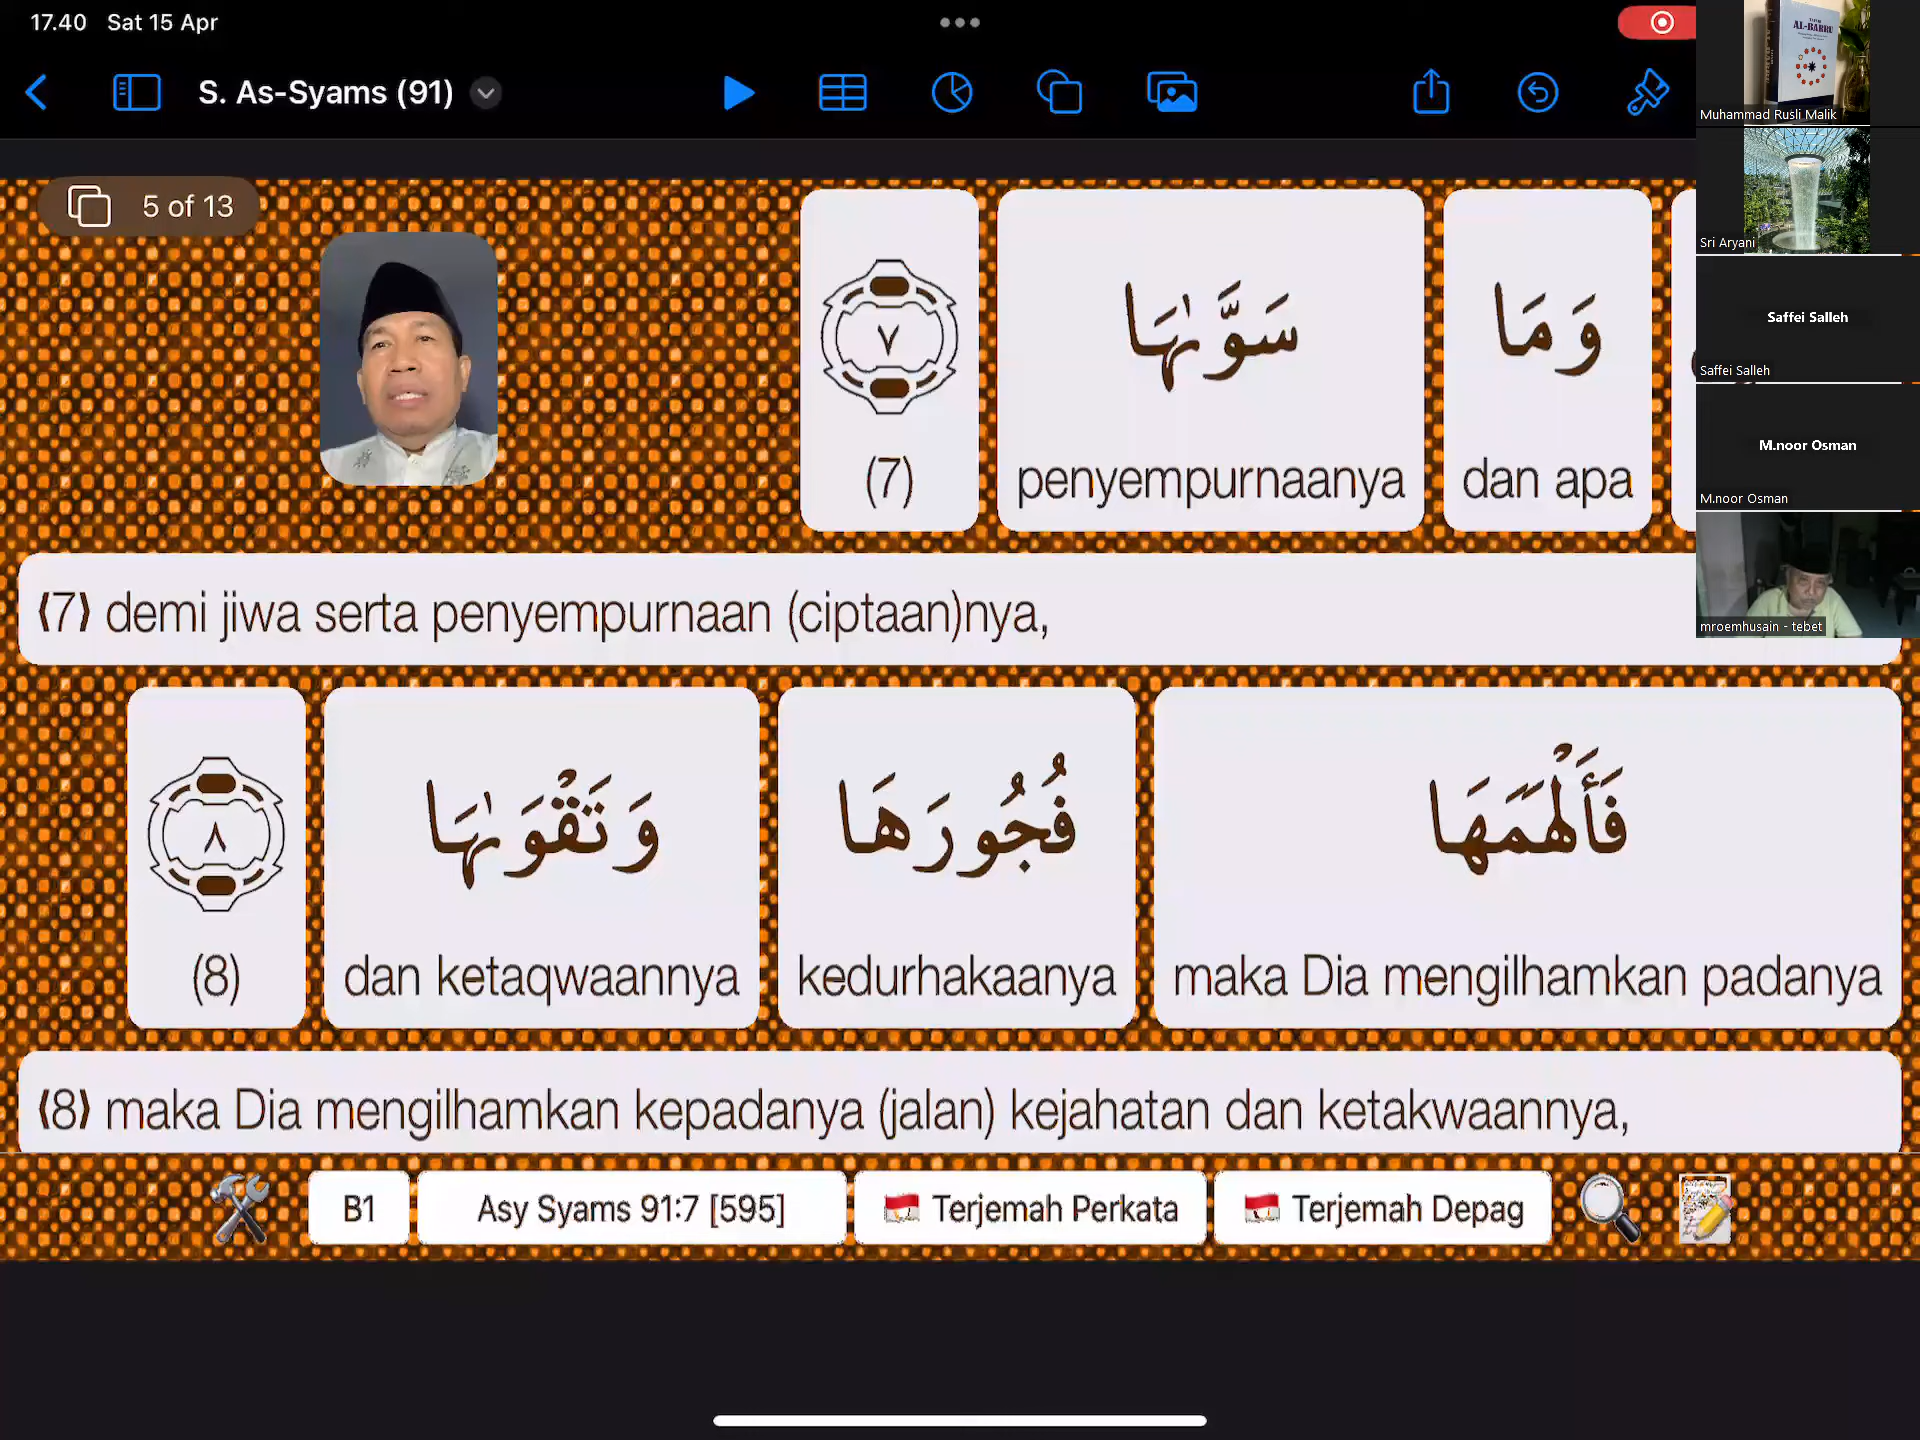 17.40 Sat 15 Apr
S. As-Syams (91)
5 of 13
وَمَا سَوَّىٰهَا ٧
(7) penyempurnaanya dan apa
(7) demi jiwa serta penyempurnaan (ciptaan)nya,
فَأَلْهَمَهَا فُجُورَهَا وَتَقْوَىٰهَا ٨
(8) dan ketaqwaannya kedurhakaanya maka Dia mengilhamkan padanya
(8) maka Dia mengilhamkan kepadanya (jalan) kejahatan dan ketakwaannya,
B1 Asy Syams 91:7 [595] Terjemah Perkata Terjemah Depag
AL-BARRU
Muhammad Rusli Malik
Sri Aryani
Saffei Salleh
Saffei Salleh
M.noor Osman
M.noor Osman
mroemhusain - tebet